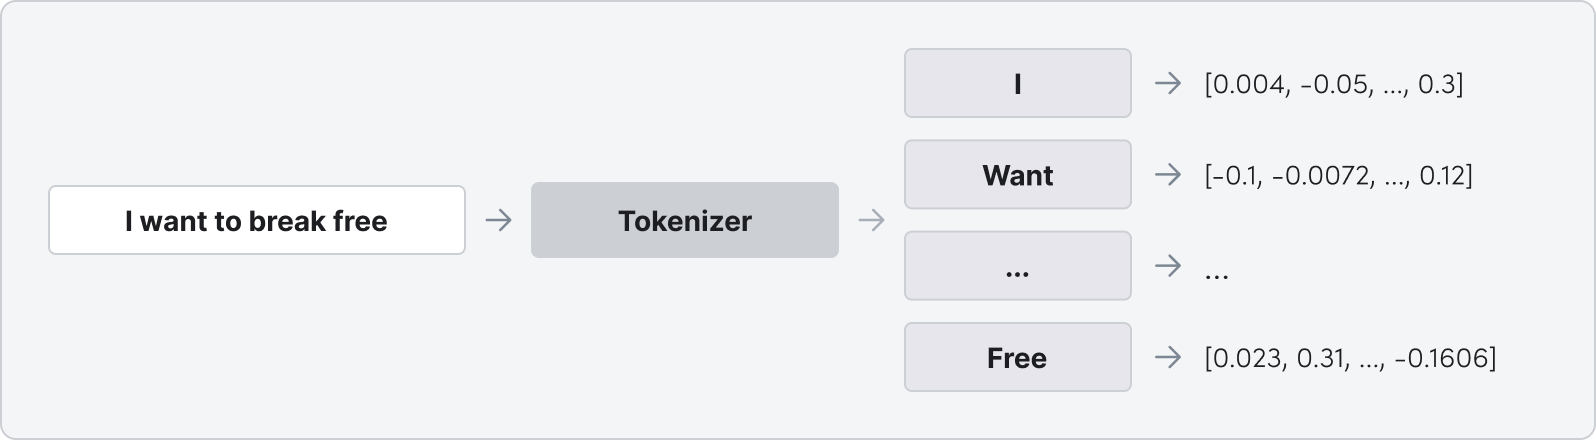 I want to break free
Tokenizer
I
[0.004, -0.05, ..., 0.3]
Want
[-0.1, -0.0072, ..., 0.12]
...
...
Free
[0.023, 0.31, ..., -0.1606]